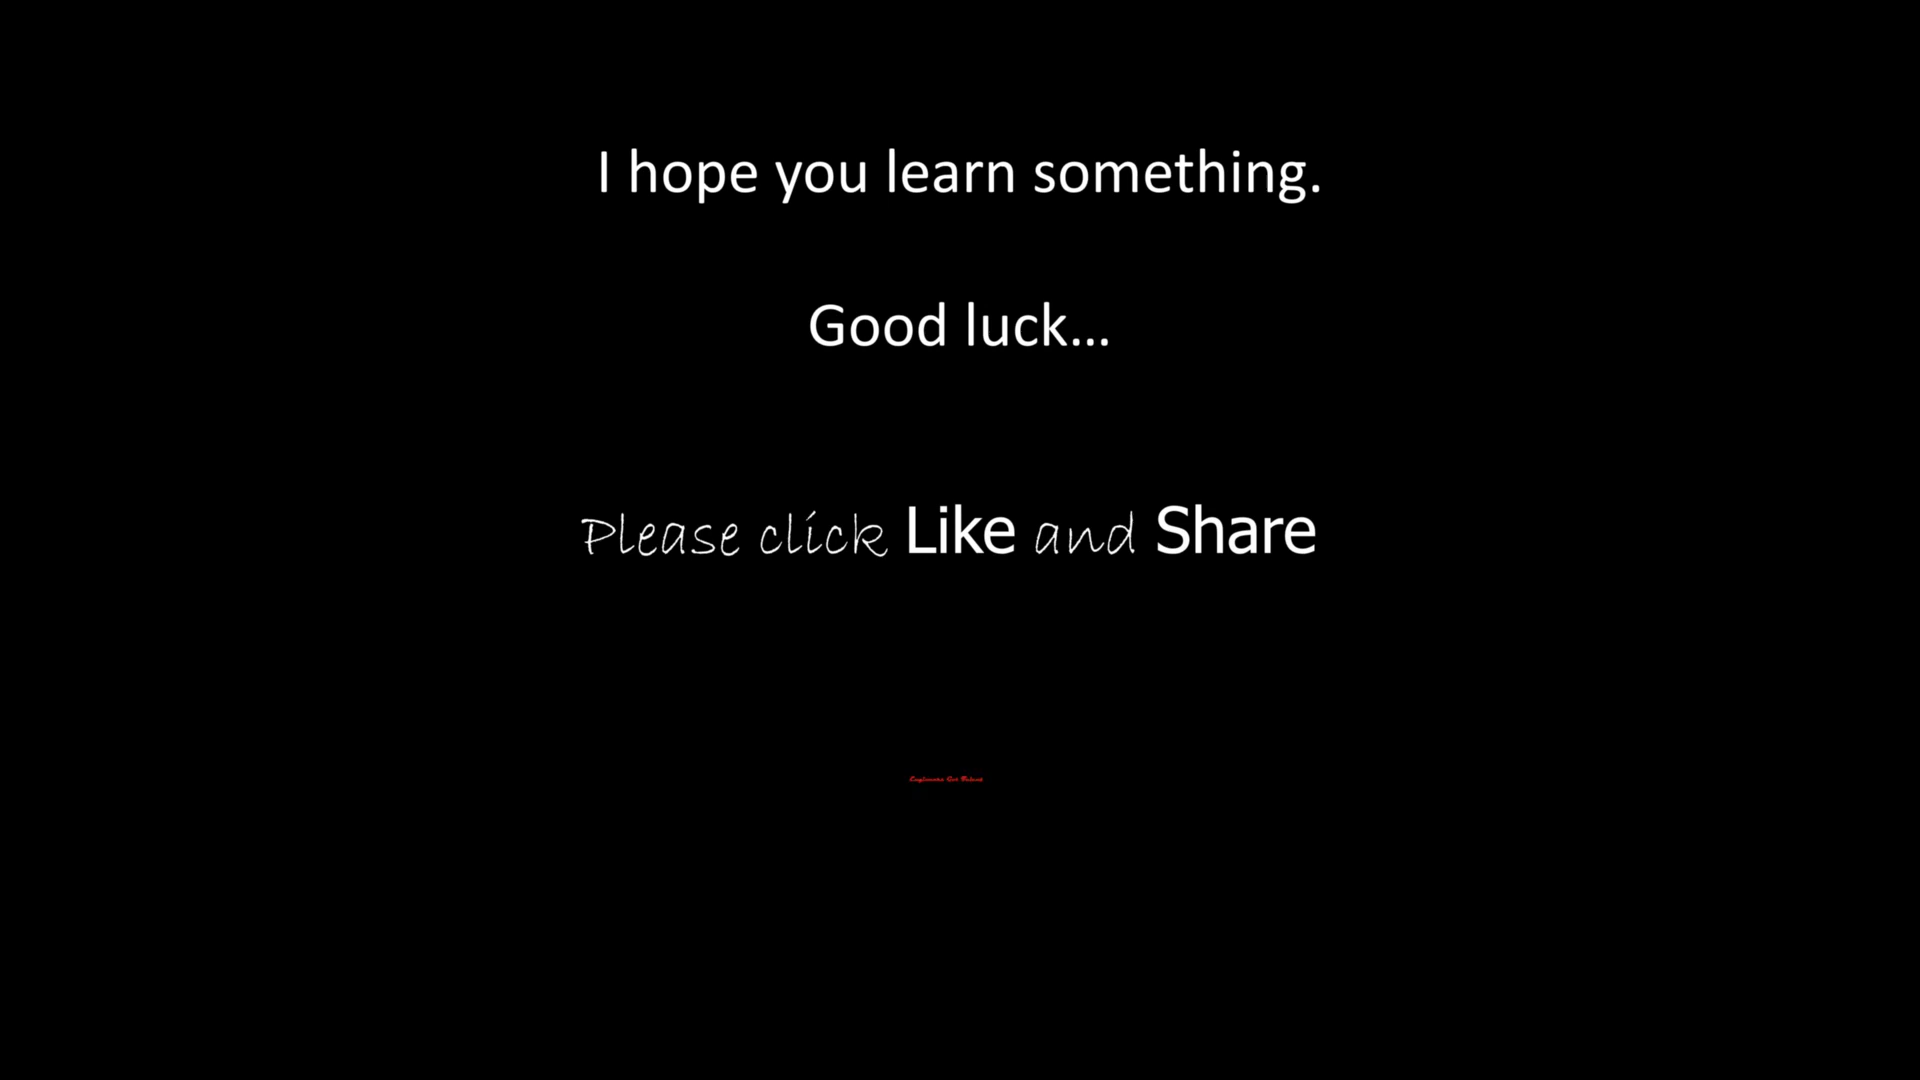 I hope you learn something.
Good luck...
Please click Like and Share